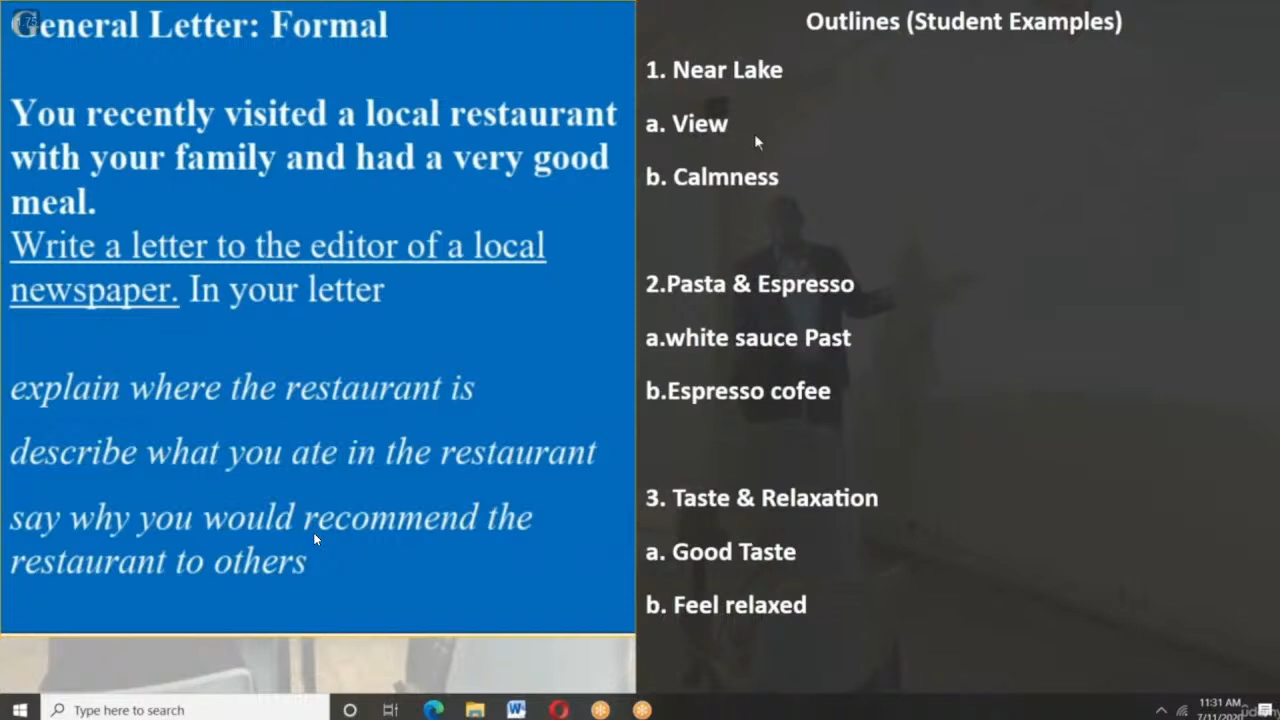 General Letter: Formal
You recently visited a local restaurant
with your family and had a very good
meal.
Write a letter to the editor of a local
newspaper. In your letter
explain where the restaurant is
describe what you ate in the restaurant
say why you would recommend the
restaurant to others
Outlines (Student Examples)
1. Near Lake
a. View
b. Calmness
2.Pasta & Espresso
a.white sauce Past
b.Espresso cofee
3. Taste & Relaxation
a. Good Taste
b. Feel relaxed
Type here to search
11:31 AM